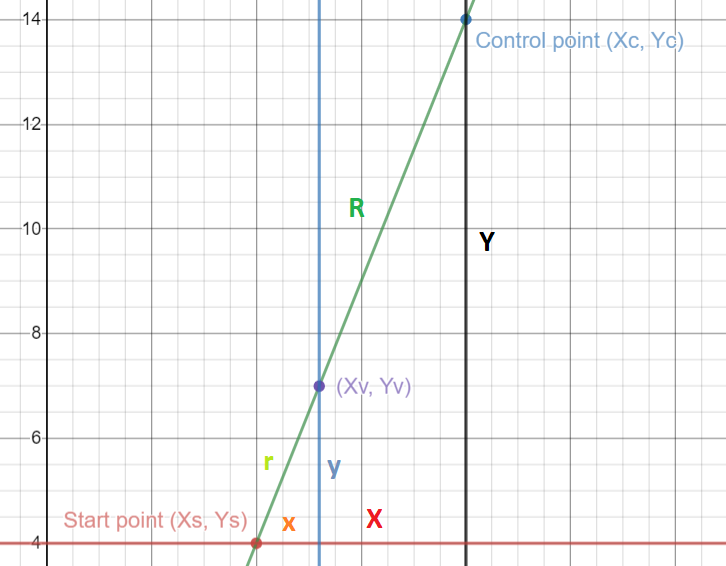 14
Control point (Xc, Yc)
12
R
10
Y
8
(Xv, Yv)
6
r
y
Start point (Xs, Ys)
x
X
4